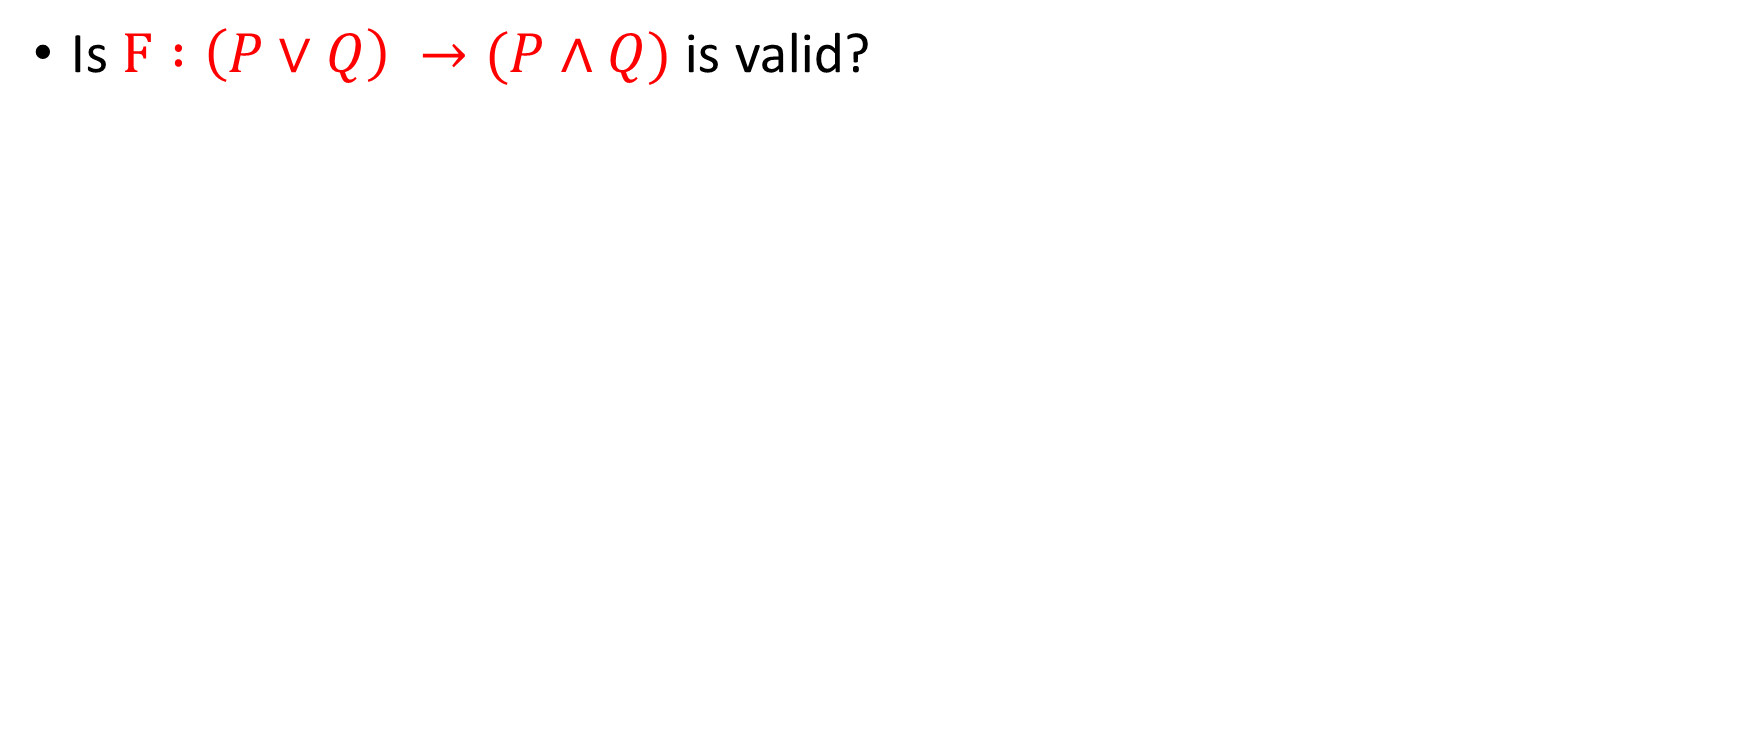 • Is F : (𝑃 ∨ 𝑄) → (𝑃 ∧ 𝑄) is valid?